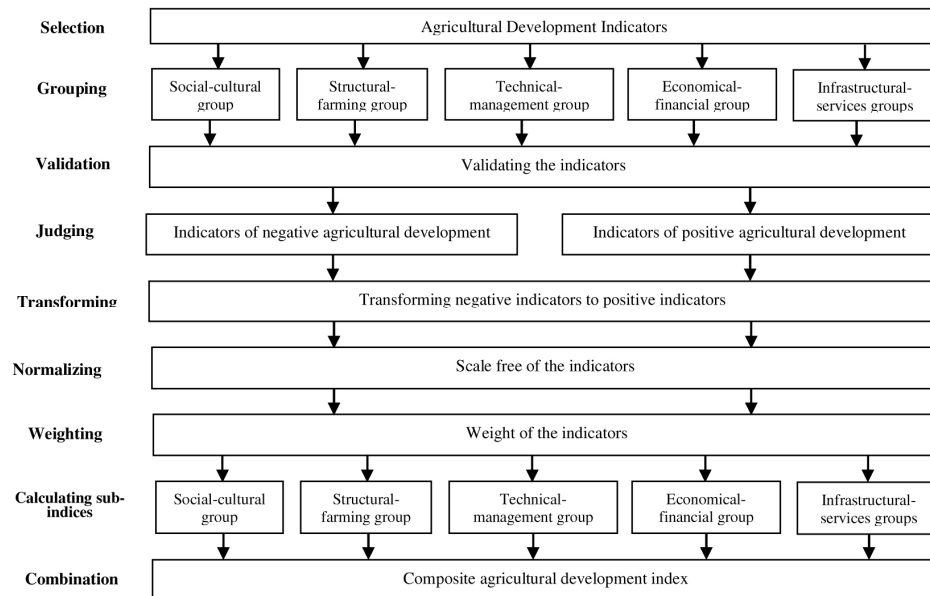 Selection
Agricultural Development Indicators
Grouping
Social-cultural
group
Structural-
farming group
Technical-
management group
Economical-
financial group
Infrastructural-
services groups
Validation
Validating the indicators
Judging
Indicators of negative agricultural development
Indicators of positive agricultural development
Transforming
Transforming negative indicators to positive indicators
Normalizing
Scale free of the indicators
Weighting
Weight of the indicators
Calculating sub-
indices
Social-cultural
group
Structural-
farming group
Technical-
management group
Economical-
financial group
Infrastructural-
services groups
Combination
Composite agricultural development index